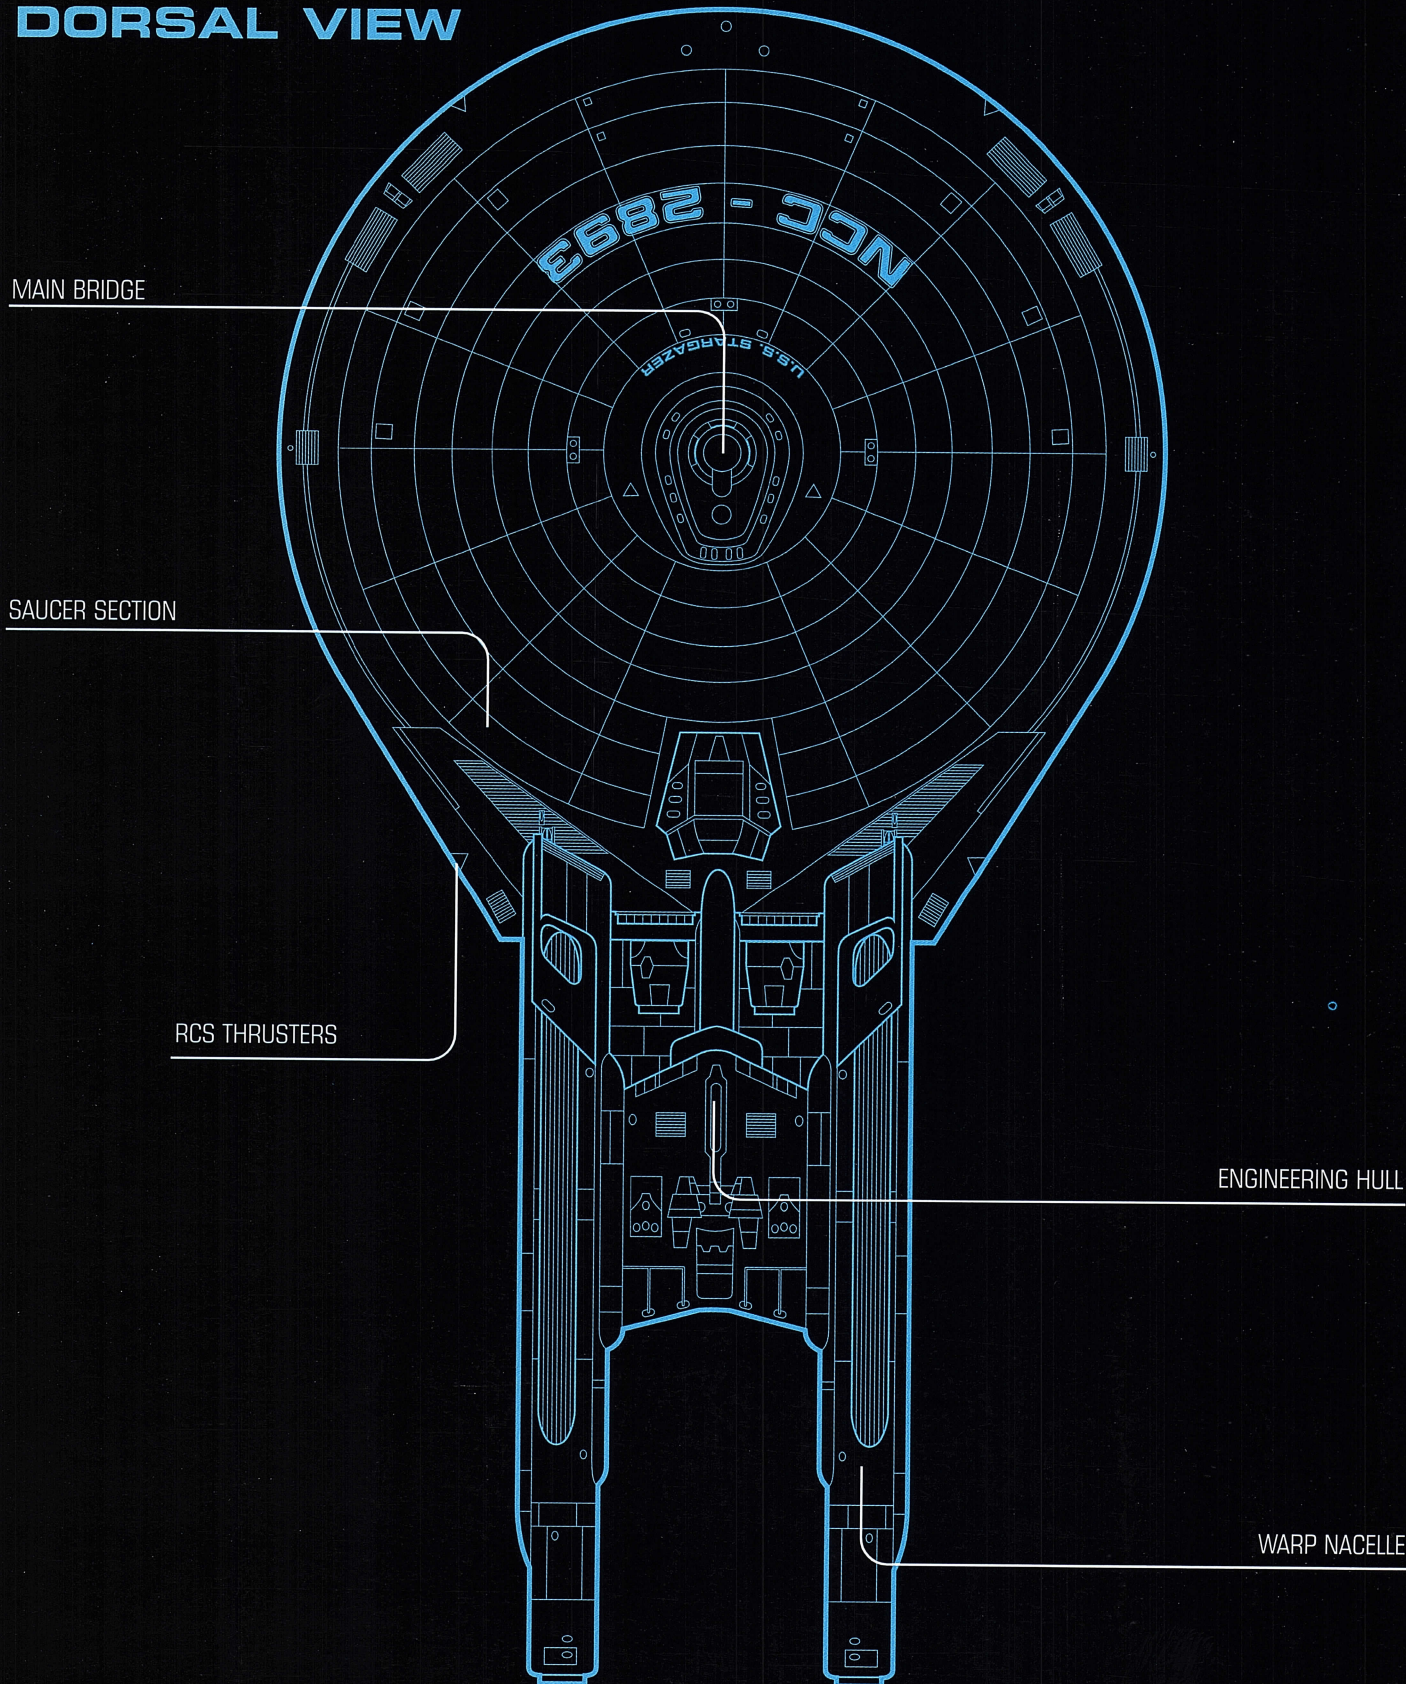 DORSAL VIEW
NCC - 2893
MAIN BRIDGE
U.S.S. STARGAZER
SAUCER SECTION
RCS THRUSTERS
ENGINEERING HULL
WARP NACELLE